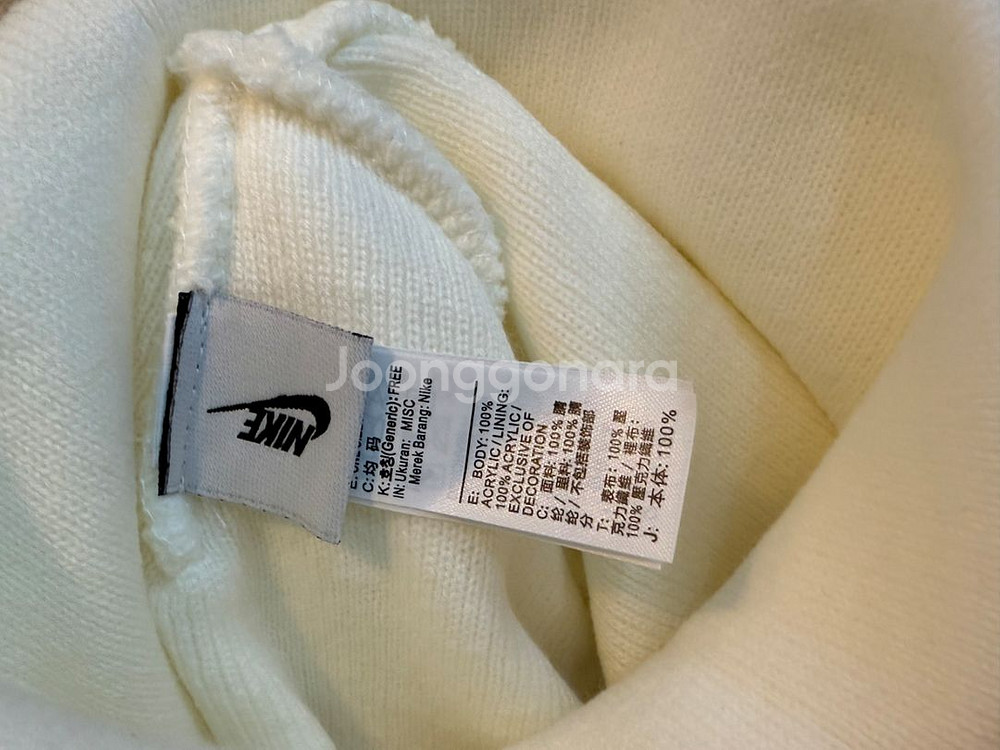 Joonggonara
NIKE
C: 均 码
K: 호칭(Generic): FREE
IN: Ukuran: MISC
Merek Barang: Nike
E: BODY: 100%
ACRYLIC / LINING:
100% ACRYLIC /
EXCLUSIVE OF
DECORATION
C: 面料: 100% 腈
纶 / 里料: 100% 腈
纶 / 不包括装饰部
分
T: 表布: 100% 壓
克力纖維 / 裡布:
100% 壓克力纖維
J: 本体: 100%